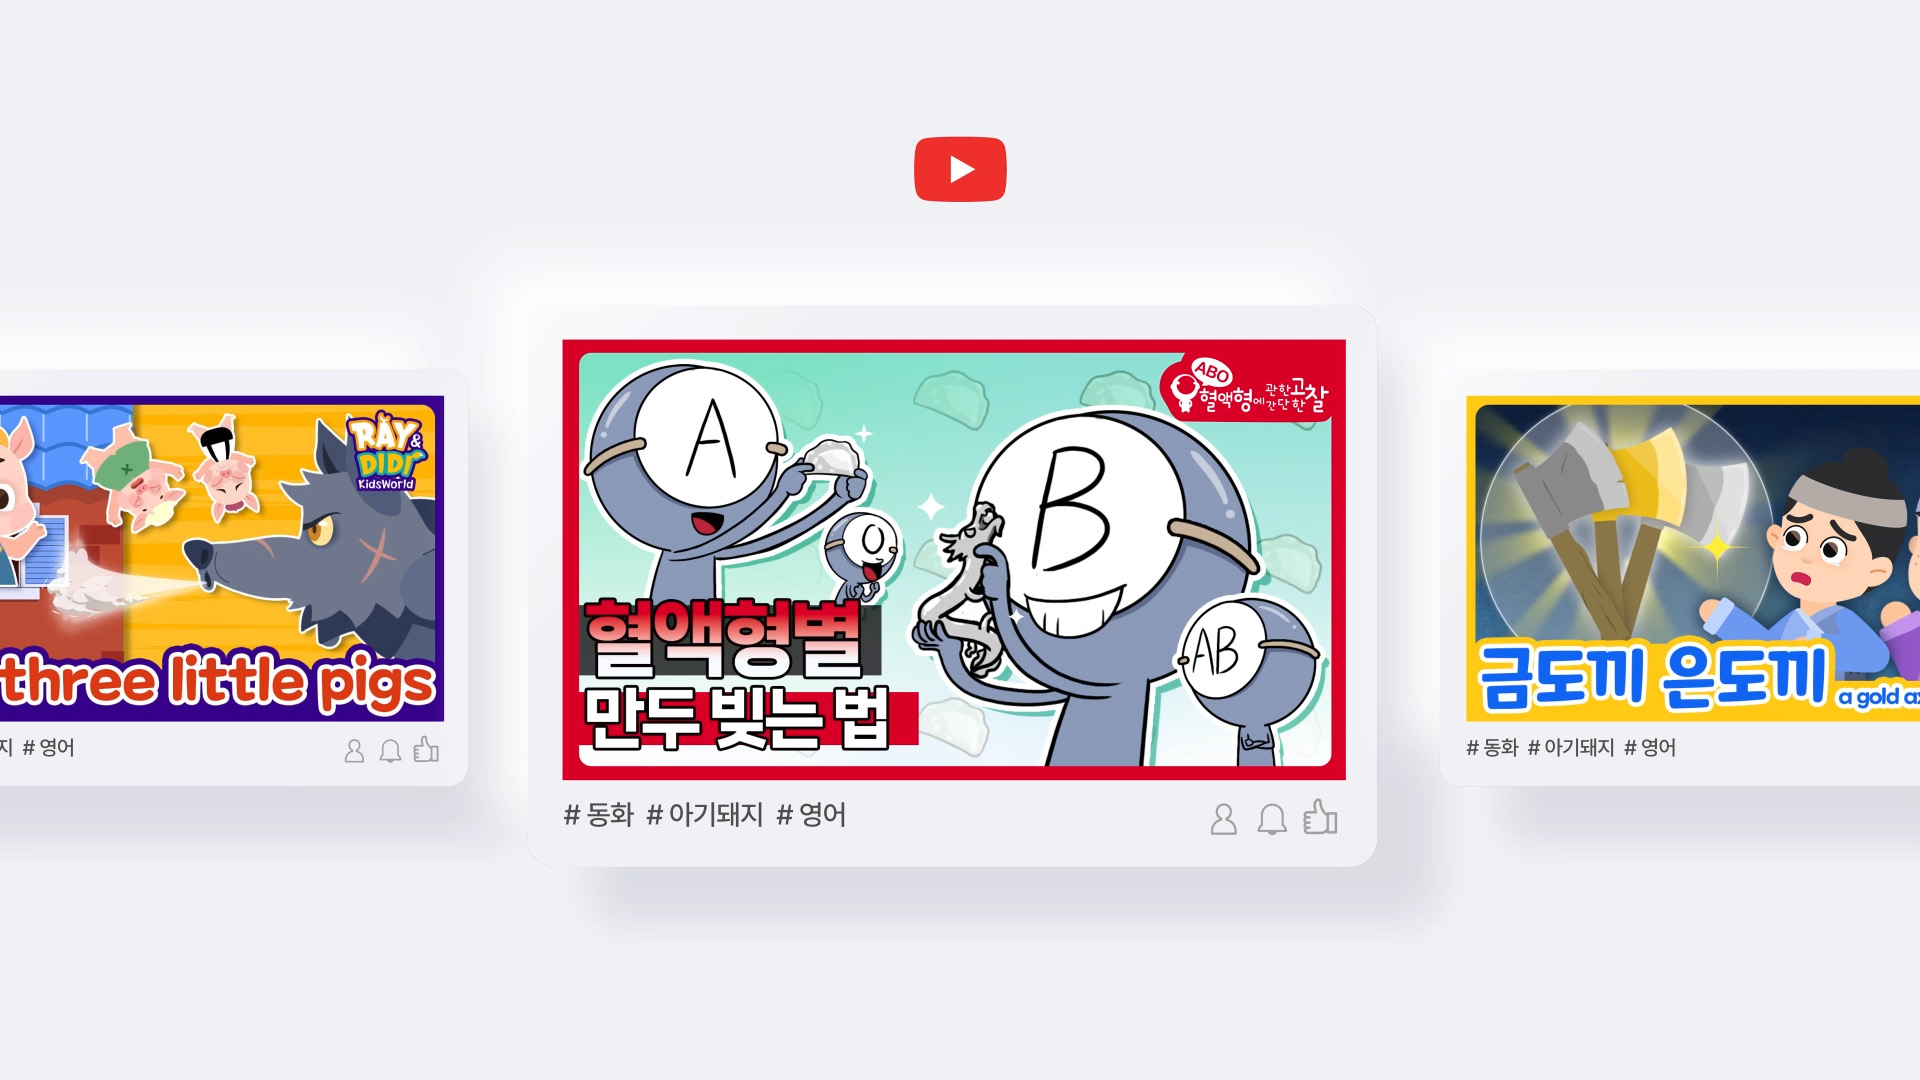 RAY &
DIDI
KidsWorld
three little pigs
# 영어
A
O
B
AB
ABO
혈액형에 관한 간단한 고찰
혈액형별
만두 빚는 법
# 동화 # 아기돼지 # 영어
금도끼 은도끼
a gold
# 동화 # 아기돼지 # 영어